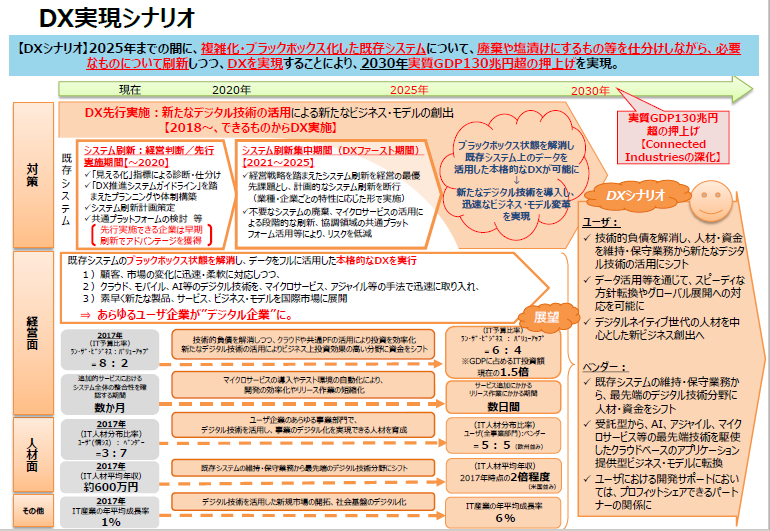 DX実現シナリオ
【DXシナリオ】2025年までの間に、複雑化・ブラックボックス化した既存システムについて、廃棄や塩漬けにするもの等を仕分けしながら、必要
なものについて刷新しつつ、DXを実現することにより、2030年実質GDP130兆円超の押上げを実現。
現在
2020年
2025年
2030年
実質GDP130兆円
超の押上げ
【Connected
Industriesの深化】
対策
DX先行実施：新たなデジタル技術の活用による新たなビジネス・モデルの創出
【2018～、できるものからDX実施】
既存システム
システム刷新：経営判断／先行
実施期間【～2020】
✓「見える化」指標による診断・仕分け
✓「DX推進システムガイドライン」を踏
まえたプランニングや体制構築
✓システム刷新計画策定
✓共通プラットフォームの検討 等
先行実施できる企業は早期
刷新でアドバンテージを獲得
システム刷新集中期間（DXファースト期間）
【2021～2025】
✓経営戦略を踏まえたシステム刷新を経営の最優
先課題とし、計画的なシステム刷新を断行
（業種・企業ごとの特性に応じた形で実施）
✓不要なシステムの廃棄、マイクロサービスの活用によ
る段階的な刷新、協調領域の共通プラット
フォーム活用等により、リスクを低減
ブラックボックス状態を解消し
既存システム上のデータを
活用した本格的なDXが可能に
↓
新たなデジタル技術を導入し、
迅速なビジネス・モデル変革
を実現
DXシナリオ
ユーザ：
✓ 技術的負債を解消し、人材・資金
を維持・保守業務から新たなデジタ
ル技術の活用にシフト
✓ データ活用等を通じて、スピーディな
方針転換やグローバル展開への対
応を可能に
✓ デジタルネイティブ世代の人材を中
心とした新ビジネス創出へ
ベンダー：
✓ 既存システムの維持・保守業務か
ら、最先端のデジタル技術分野に
人材・資金をシフト
✓ 受託型から、AI、アジャイル、マイク
ロサービス等の最先端技術を駆使し
たクラウドベースのアプリケーション
提供型ビジネス・モデルに転換
✓ ユーザにおける開発サポートにおい
ては、プロフィットシェアできるパート
ナーの関係に
既存システムのブラックボックス状態を解消し、データをフルに活用した本格的なDXを実行
１）顧客、市場の変化に迅速・柔軟に対応しつつ、
２）クラウド、モバイル、AI等のデジタル技術を、マイクロサービス、アジャイル等の手法で迅速に取り入れ、
３）素早く新たな製品、サービス、ビジネス・モデルを国際市場に展開
⇒ あらゆるユーザ企業が“デジタル企業”に。
展望
経営面
2017年
（IT予算比率）
ラン･ザ･ビジネス：バリューアップ
＝８：２
技術的負債を解消しつつ、クラウドや共通PFの活用により投資を効率化
新たなデジタル技術の活用によりビジネス上投資効果の高い分野に資金をシフト
（IT予算比率）
ラン･ザ･ビジネス：バリューアップ
＝６：４
※GDPに占めるIT投資額
現在の1.5倍
追加的サービスにおける
システム全体の整合性を確
認する期間
数か月
マイクロサービスの導入やテスト環境の自動化により、
開発の効率化やリリース作業の短縮化
サービス追加にかかる
リリース作業にかかる期間
数日間
人材面
2017年
（IT人材分布比率）
ユーザ(情シス)：ベンダー
＝３:７
ユーザ企業のあらゆる事業部門で、
デジタル技術を活用し、事業のデジタル化を実現できる人材を育成
（IT人材分布比率）
ユーザ(全事業部門):ベンダー
＝５：５（欧州並み）
2017年
（IT人材平均年収）
約600万円
既存システムの維持・保守業務から最先端のデジタル技術分野にシフト
（IT人材平均年収）
2017年時点の2倍程度
（米国並み）
その他
2017年
IT産業の年平均成長率
1%
デジタル技術を活用した新規市場の開拓、社会基盤のデジタル化
IT産業の年平均成長率
6%